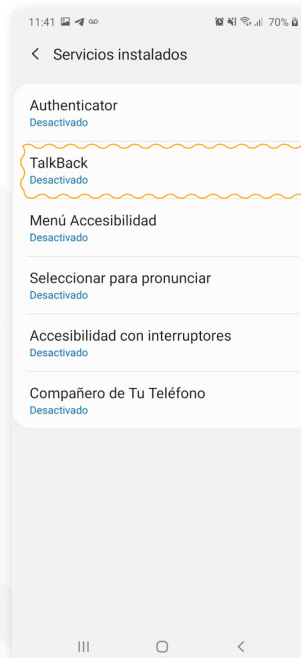 11:41
70%
Servicios instalados
Authenticator
Desactivado
TalkBack
Desactivado
Menú Accesibilidad
Desactivado
Seleccionar para pronunciar
Desactivado
Accesibilidad con interruptores
Desactivado
Compañero de Tu Teléfono
Desactivado